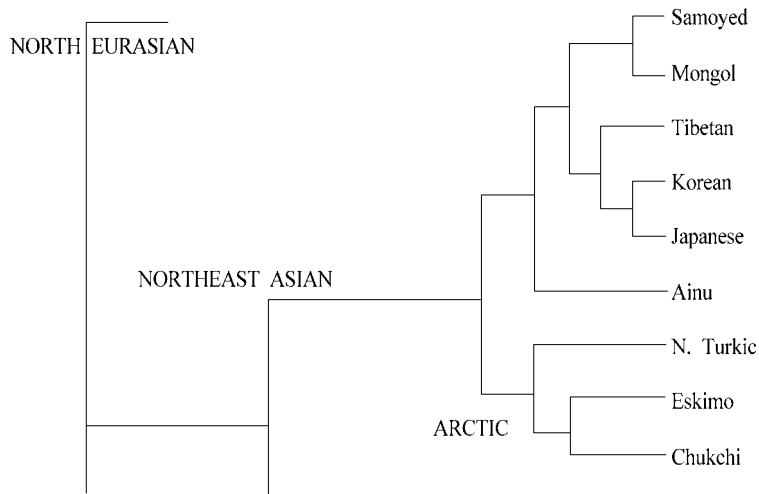 Samoyed
NORTH EURASIAN
Mongol
Tibetan
Korean
Japanese
NORTHEAST ASIAN
Ainu
N. Turkic
Eskimo
ARCTIC
Chukchi